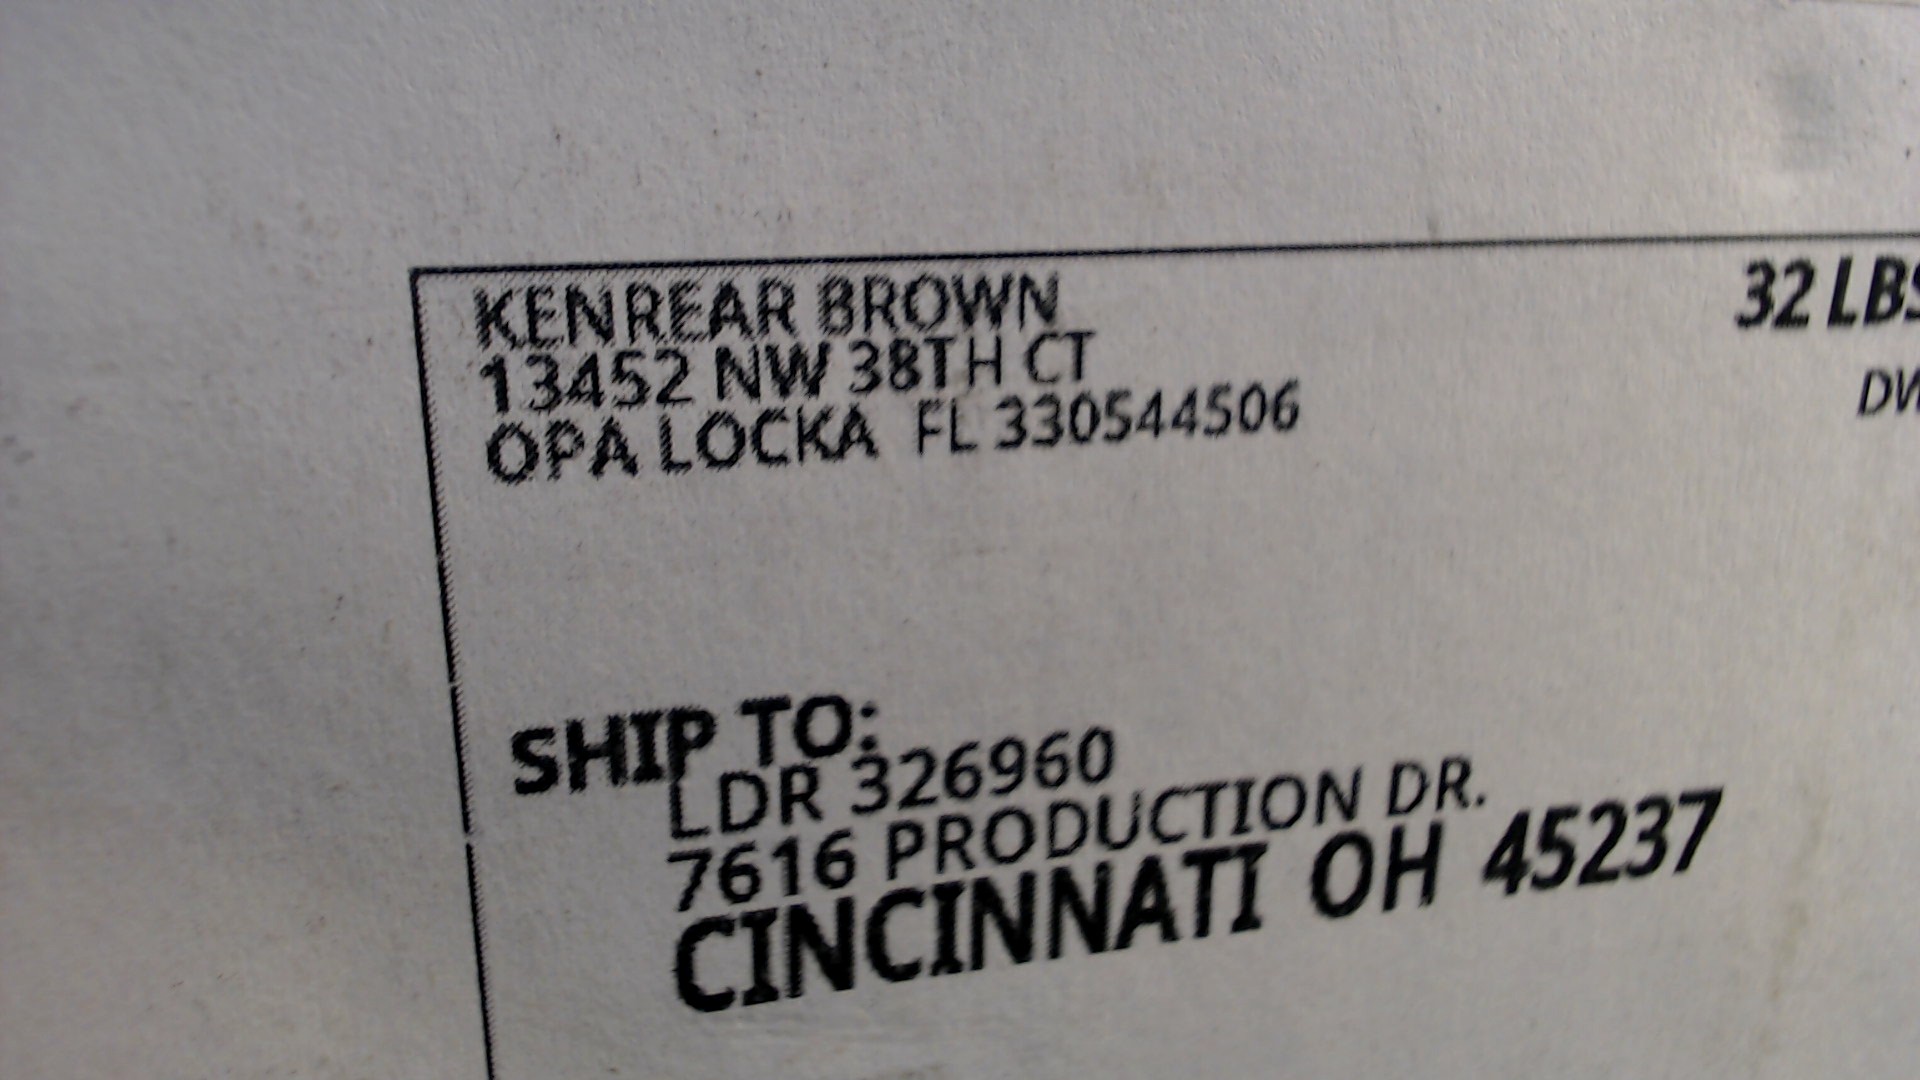 KENREAR BROWN
13452 NW 38TH CT
OPA LOCKA FL 330544506
32 LBS
SHIP TO:
LDR 326960
7616 PRODUCTION DR.
CINCINNATI OH 45237